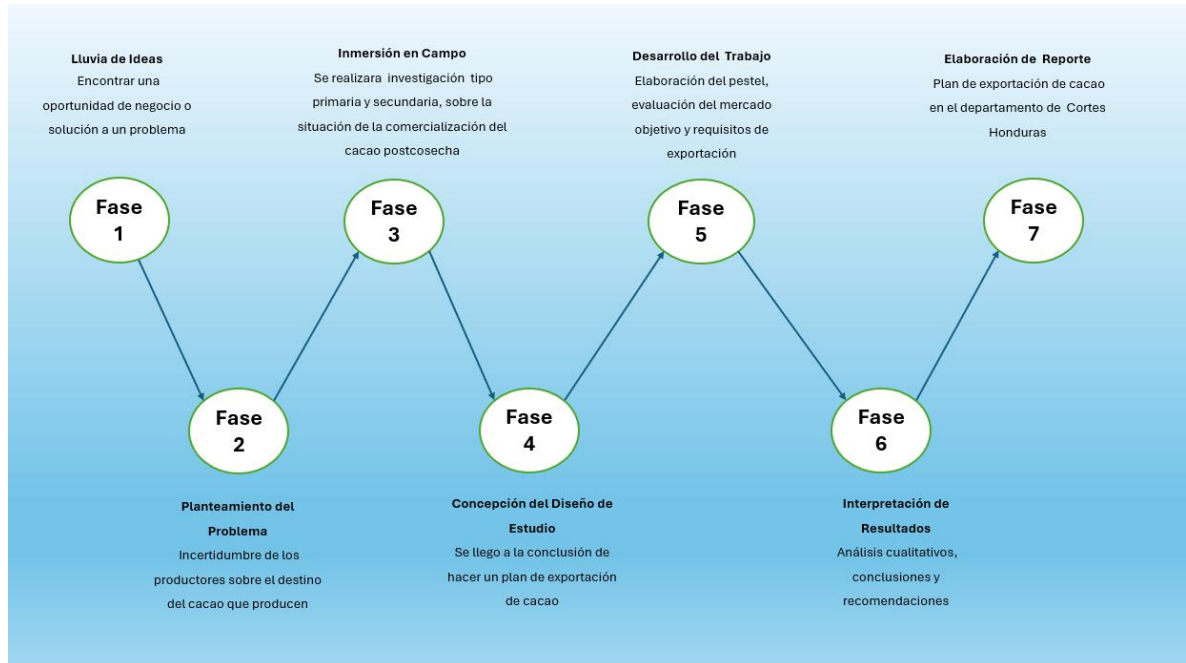 Lluvia de Ideas
Encontrar una
oportunidad de negocio o
solución a un problema
Fase
1
Fase
2
Planteamiento del
Problema
Incertidumbre de los
productores sobre el destino
del cacao que producen
Inmersión en Campo
Se realizara investigación tipo
primaria y secundaria, sobre la
situación de la comercialización del
cacao postcosecha
Fase
3
Fase
4
Concepción del Diseño de
Estudio
Se llego a la conclusión de
hacer un plan de exportación
de cacao
Desarrollo del Trabajo
Elaboración del pestel,
evaluación del mercado
objetivo y requisitos de
exportación
Fase
5
Fase
6
Interpretación de
Resultados
Análisis cualitativos,
conclusiones y
recomendaciones
Elaboración de Reporte
Plan de exportación de cacao
en el departamento de Cortes
Honduras
Fase
7